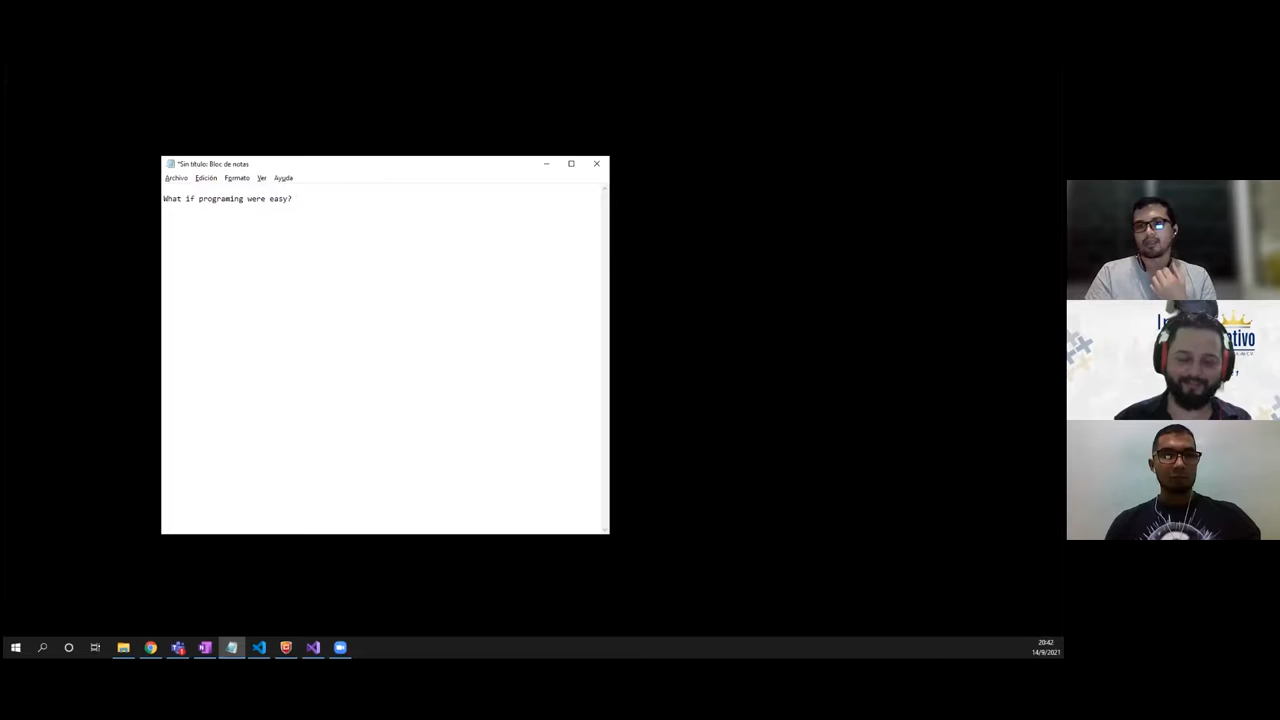 *Sin título: Bloc de notas
Archivo Edición Formato Ver Ayuda
What if programing were easy?
20:42
14/9/2021